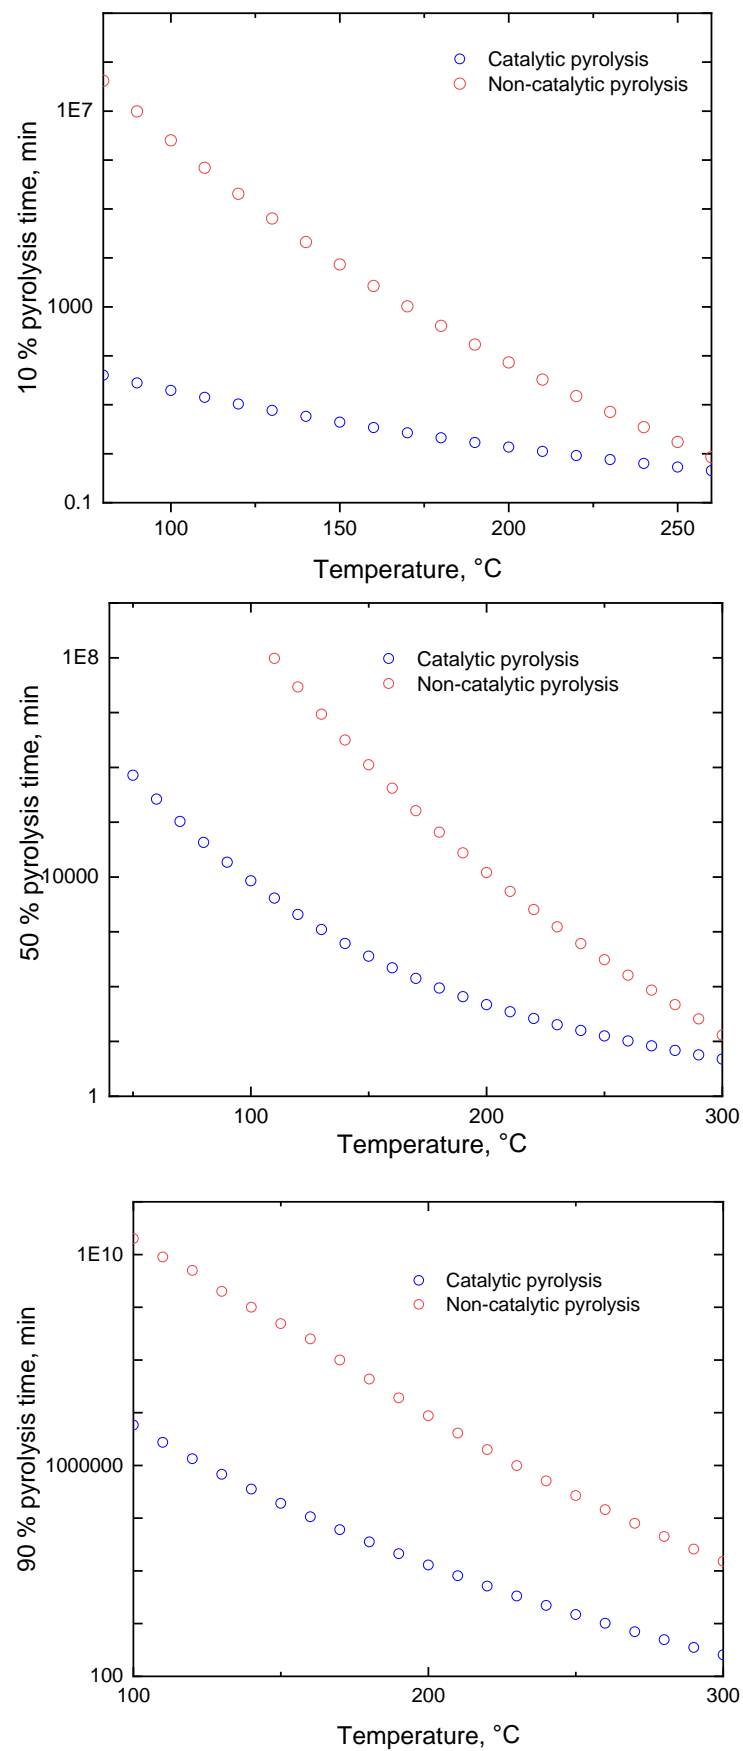 Catalytic pyrolysis
Non-catalytic pyrolysis
10 % pyrolysis time, min
1E7
1000
0.1
100 150 200 250
Temperature, °C
Catalytic pyrolysis
Non-catalytic pyrolysis
50 % pyrolysis time, min
1E8
10000
1
100 200 300
Temperature, °C
Catalytic pyrolysis
Non-catalytic pyrolysis
90 % pyrolysis time, min
1E10
1000000
100
100 200 300
Temperature, °C